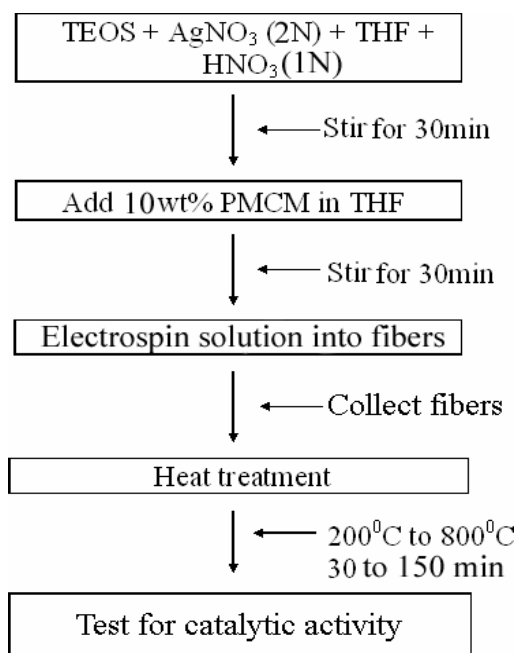 TEOS + AgNO₃ (2N) + THF +
HNO₃ (1N)
Stir for 30min
Add 10wt% PMCM in THF
Stir for 30min
Electrospin solution into fibers
Collect fibers
Heat treatment
200⁰C to 800⁰C
30 to 150 min
Test for catalytic activity